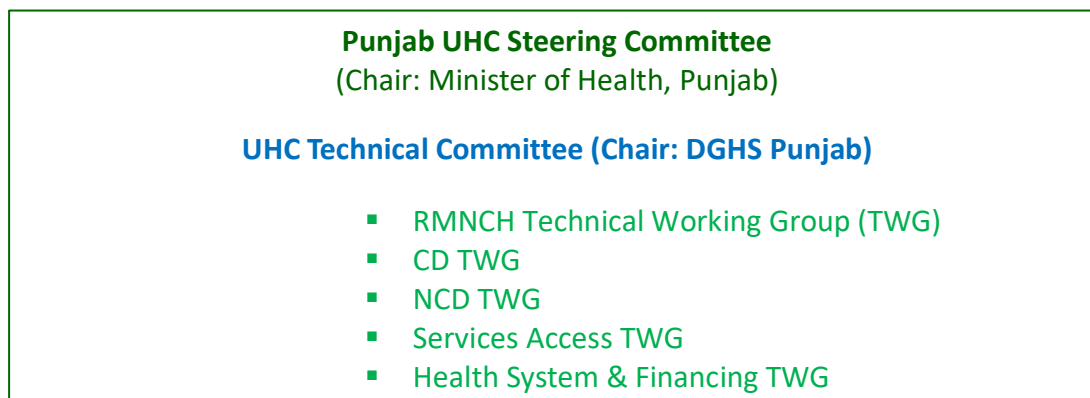 Punjab UHC Steering Committee
(Chair: Minister of Health, Punjab)
UHC Technical Committee (Chair: DGHS Punjab)
▪ RMNCH Technical Working Group (TWG)
▪ CD TWG
▪ NCD TWG
▪ Services Access TWG
▪ Health System & Financing TWG